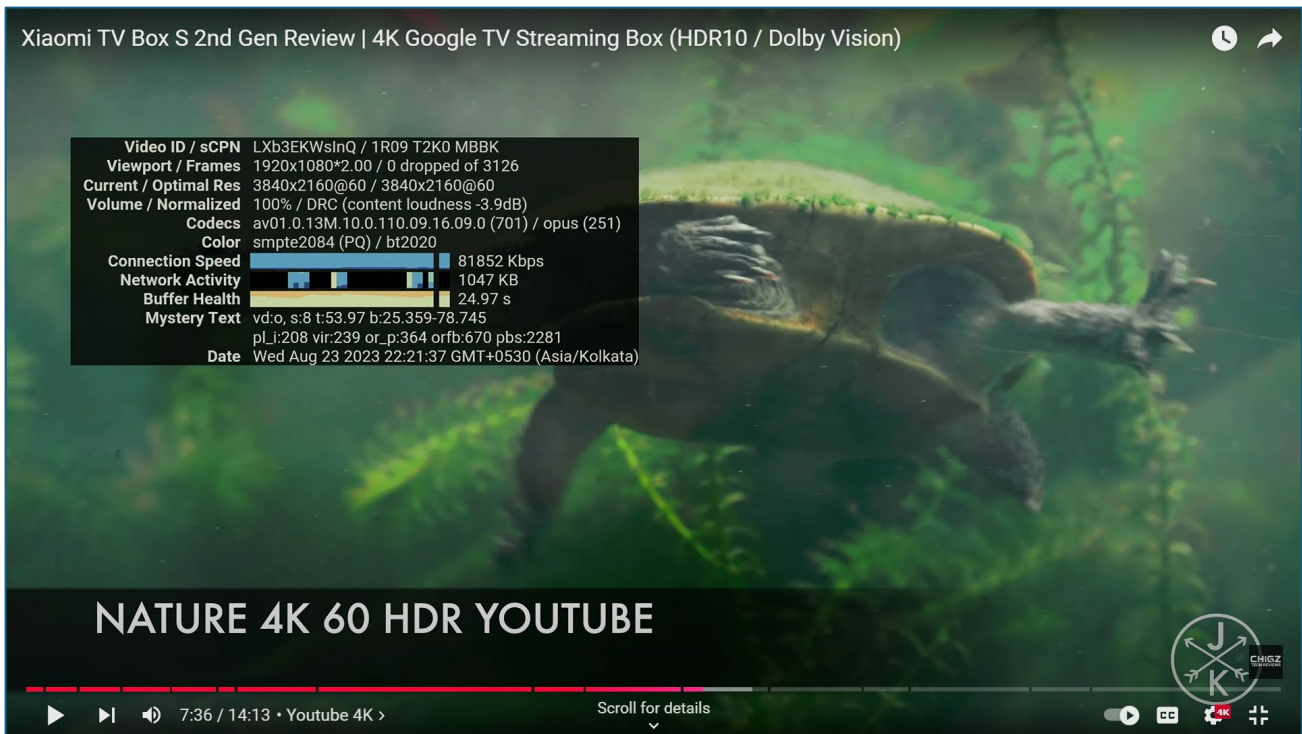 Xiaomi TV Box S 2nd Gen Review | 4K Google TV Streaming Box (HDR10 / Dolby Vision)
Video ID / sCPN LXb3EKWsInQ / 1R09 T2K0 MBBK
Viewport / Frames 1920x1080*2.00 / 0 dropped of 3126
Current / Optimal Res 3840x2160@60 / 3840x2160@60
Volume / Normalized 100% / DRC (content loudness -3.9dB)
Codecs av01.0.13M.10.0.110.09.16.09.0 (701) / opus (251)
Color smpte2084 (PQ) / bt2020
Connection Speed 81852 Kbps
Network Activity 1047 KB
Buffer Health 24.97 s
Mystery Text vd:o, s:8 t:53.97 b:25.359-78.745
pl_i:208 vir:239 or_p:364 orfb:670 pbs:2281
Date Wed Aug 23 2023 22:21:37 GMT+0530 (Asia/Kolkata)
NATURE 4K 60 HDR YOUTUBE
J
K
CHIGZ
TECH REVIEWS
7:36 / 14:13 • Youtube 4K >
Scroll for details
CC
4K